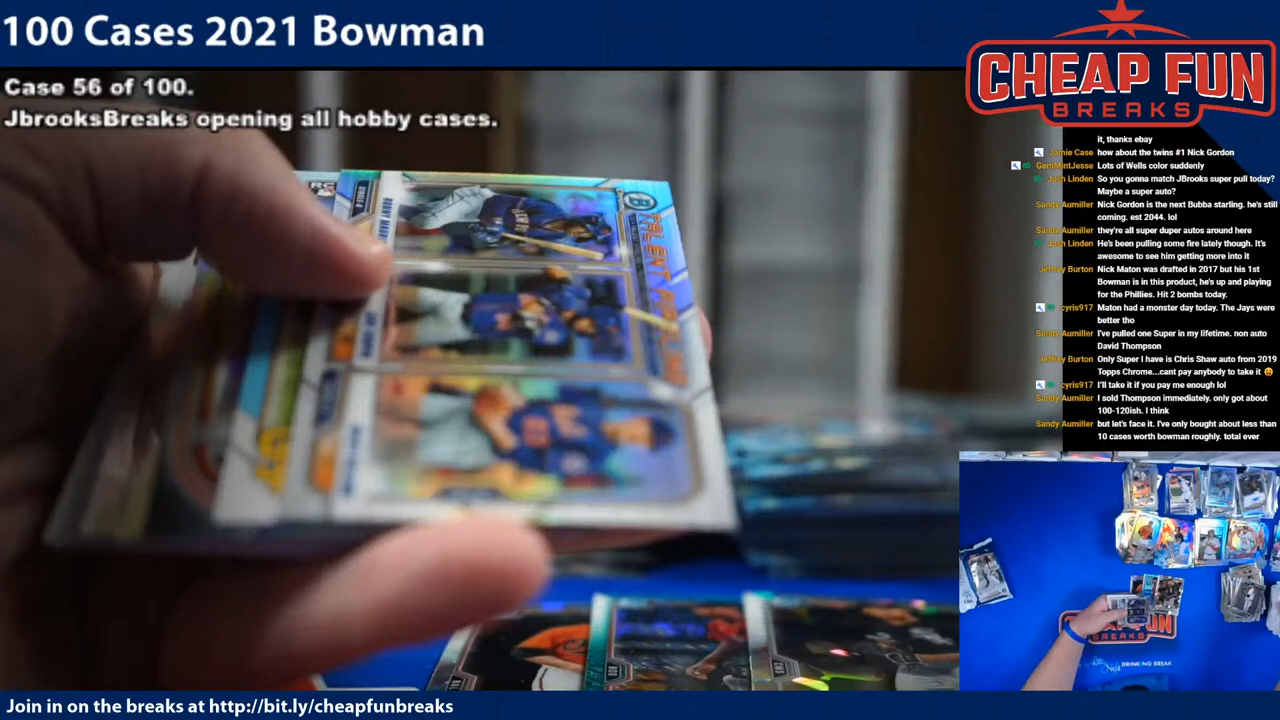 100 Cases 2021 Bowman
Case 56 of 100.
JbrooksBreaks opening all hobby cases.
CHEAP FUN
BREAKS
it, thanks ebay
Jamie Case how about the twins #1 Nick Gordon
GemMintJesse Lots of Wells color suddenly
Josh Linden So you gonna match JBrooks super pull today?
Maybe a super auto?
Sandy Aumiller Nick Gordon is the next Bubba starling. he's still
coming. est 2044. lol
Sandy Aumiller they're all super duper autos around here
Josh Linden He's been pulling some fire lately though. It's
awesome to see him getting more into it
Jeffrey Burton Nick Maton was drafted in 2017 but his 1st
Bowman is in this product, he's up and playing
for the Phillies. Hit 2 bombs today.
cyris917 Maton had a monster day today. The Jays were
better tho
Sandy Aumiller I've pulled one Super in my lifetime. non auto
David Thompson
Jeffrey Burton Only Super I have is Chris Shaw auto from 2019
Topps Chrome...cant pay anybody to take it 😛
cyris917 I'll take it if you pay me enough lol
Sandy Aumiller I sold Thompson immediately. only got about
100-120ish. I think
Sandy Aumiller but let's face it. I've only bought about less than
10 cases worth bowman roughly. total ever
TALENT PIPELINE
CHEAP FUN
BREAKS
DRINKING BREAK
Join in on the breaks at http://bit.ly/cheapfunbreaks